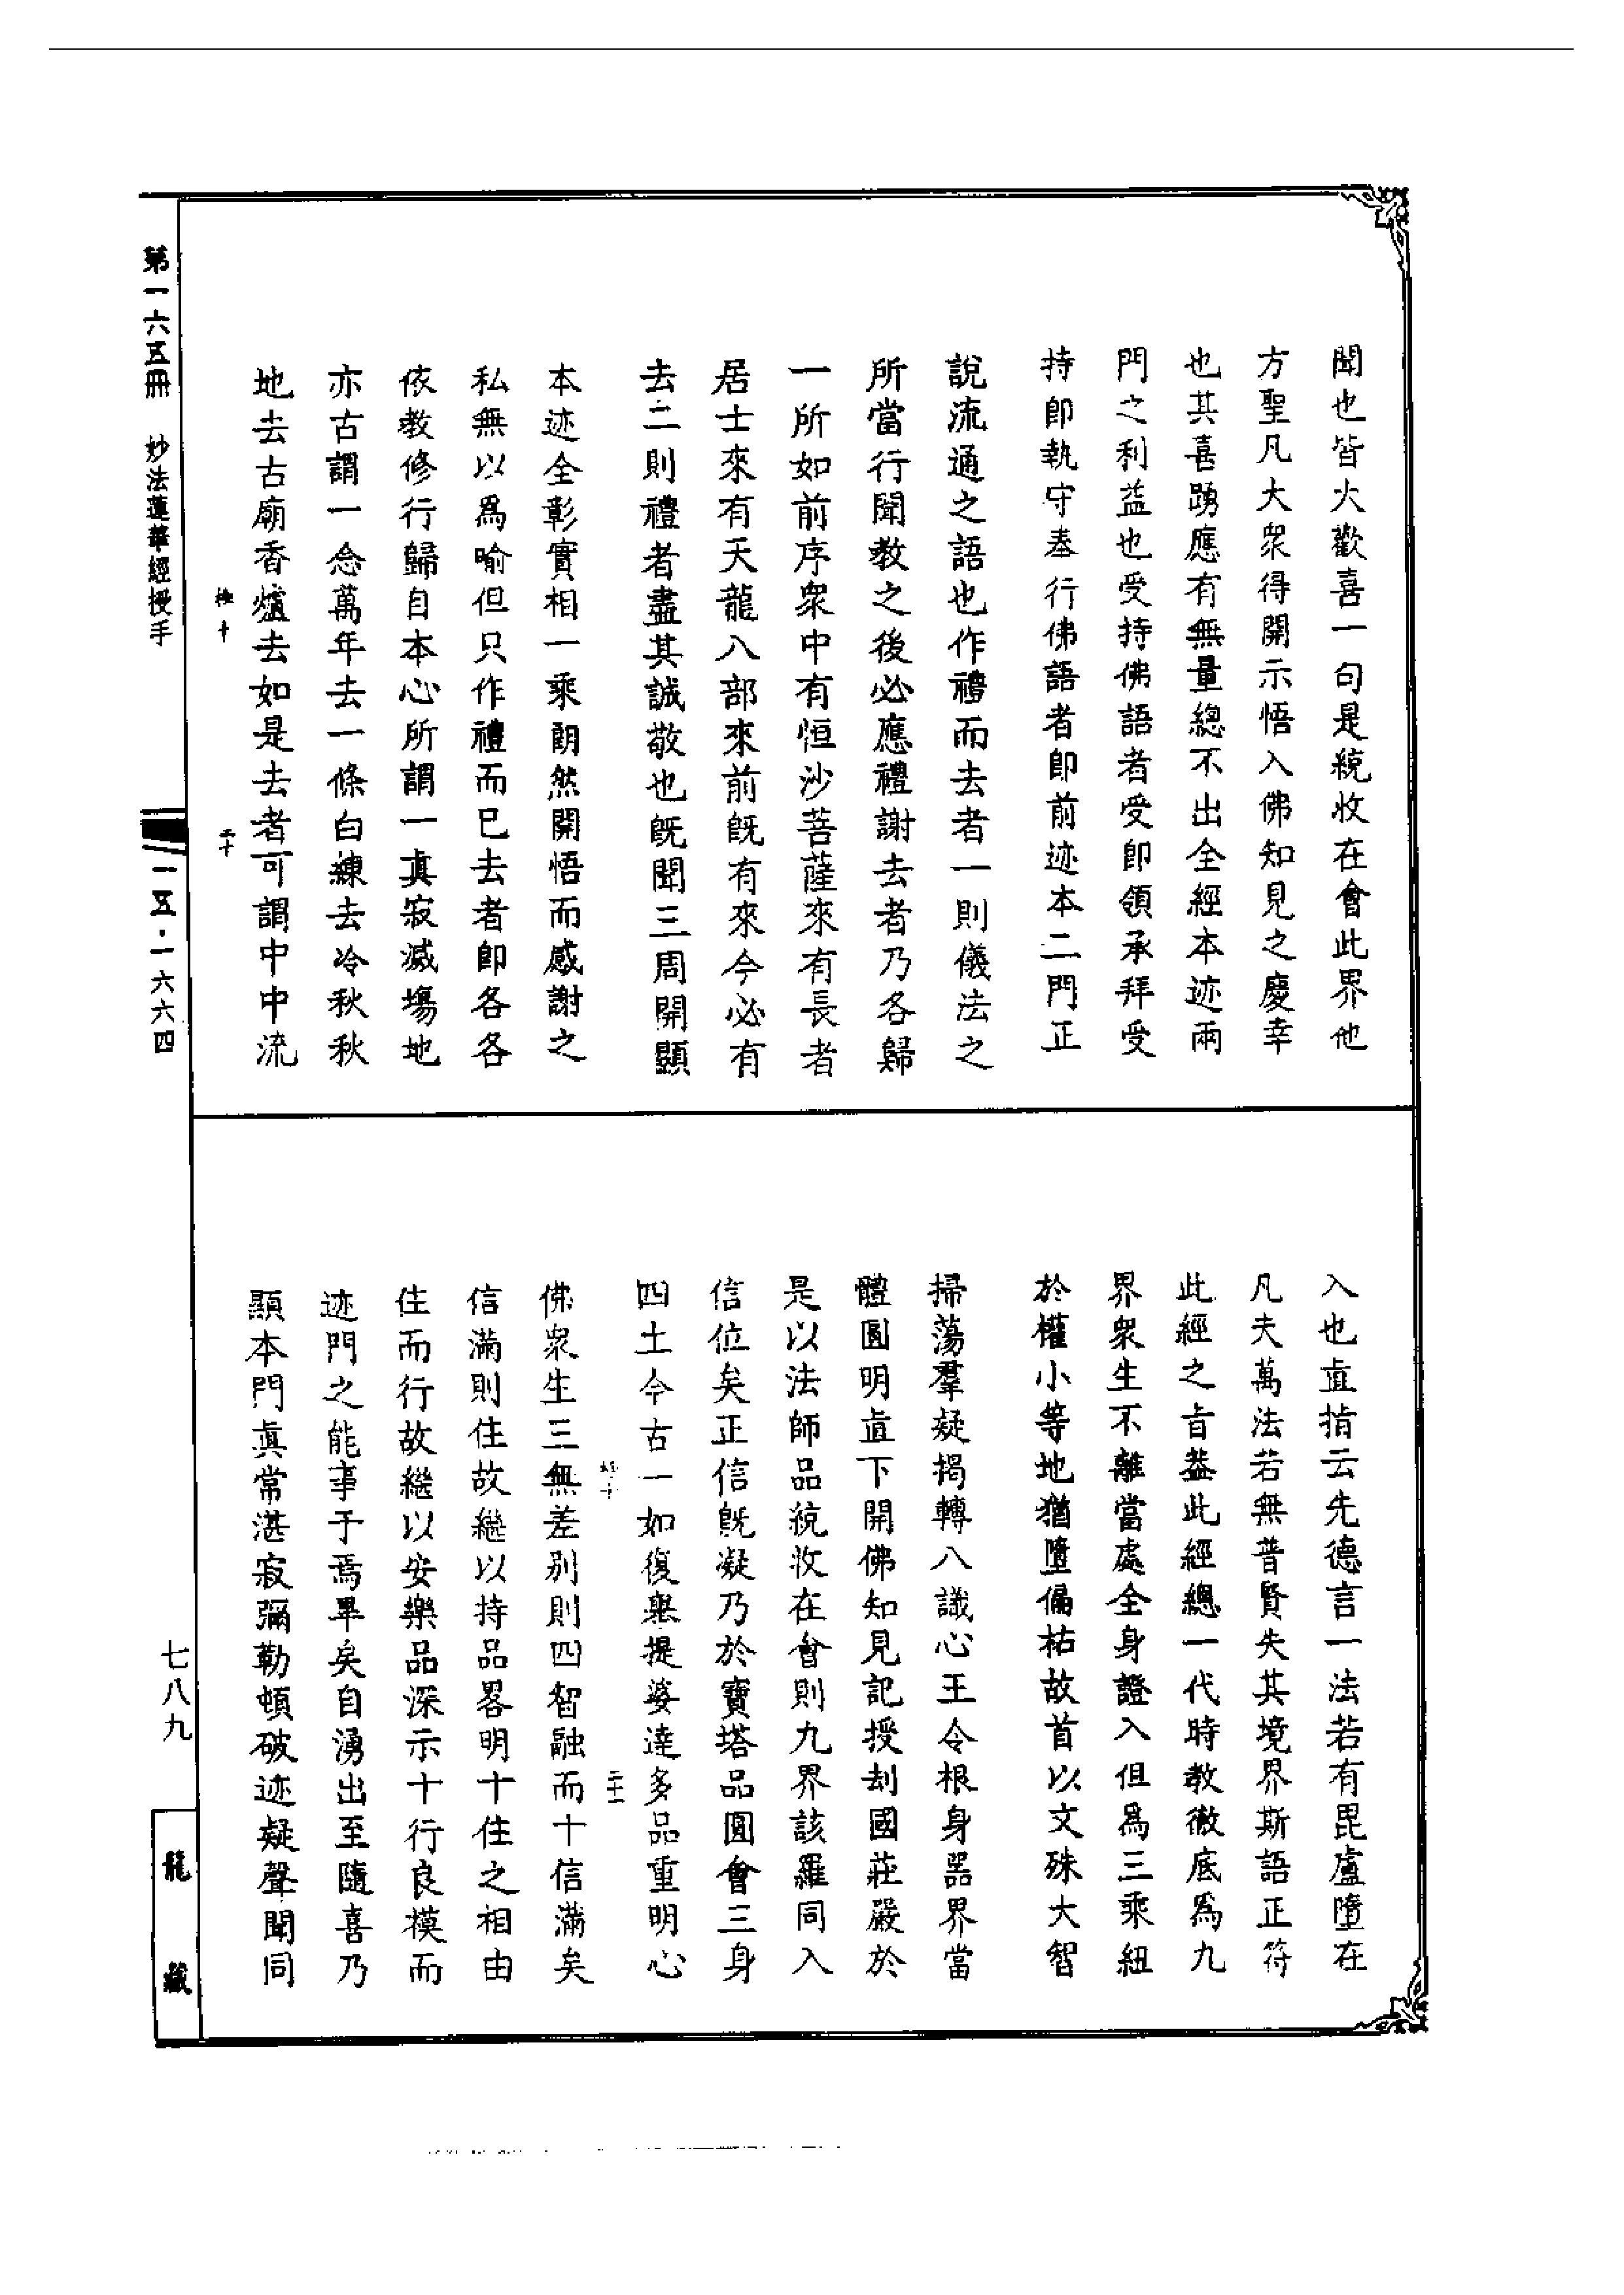 聞也皆大歡喜一句是統收在會此界他
方聖凡大衆得開示悟入佛知見之慶幸
也其喜踴應有無量總不出全經本迹兩
門之利益也受持佛語者受即領承拜受
持即執守奉行佛語者即前迹本二門正
說流通之語也作禮而去者一則儀法之
所當行聞教之後必應禮謝去者乃各歸
一所如前序衆中有恒沙菩薩來有長者
居士來有天龍八部來前既有來今必有
去二則禮者盡其誠敬也既聞三周開顯
本迹全彰實相一乘朗然開悟而感謝之
私無以爲喻但只作禮而已去者即各各
依教修行歸自本心所謂一真寂滅場地
亦古謂一念萬年去一條白練去冷秋秋
地去古廟香爐去如是去者可謂中中流
二十
第一六五冊 妙法蓮華經授手
一五·一六六四
入也直指云先德言一法若有毘盧墮在
凡夫萬法若無普賢失其境界斯語正符
此經之旨葢此經總一代時教徹底爲九
界衆生不離當處全身證入但爲三乘紐
於權小等地猶墮偏枯故首以文殊大智
掃蕩羣疑揭轉八識心王令根身器界當
體圓明直下開佛知見記授刦國莊嚴於
是以法師品統收在會則九界該羅同入
信位矣正信既凝乃於寶塔品圓會三身
四土今古一如復舉提婆達多品重明心
二十一
佛衆生三無差別則四智融而十信滿矣
信滿則住故繼以持品畧明十住之相由
住而行故繼以安樂品深示十行良模而
迹門之能事于焉畢矣自湧出至隨喜乃
顯本門真常湛寂彌勒頓破迹疑聲聞同
七八九
龍藏